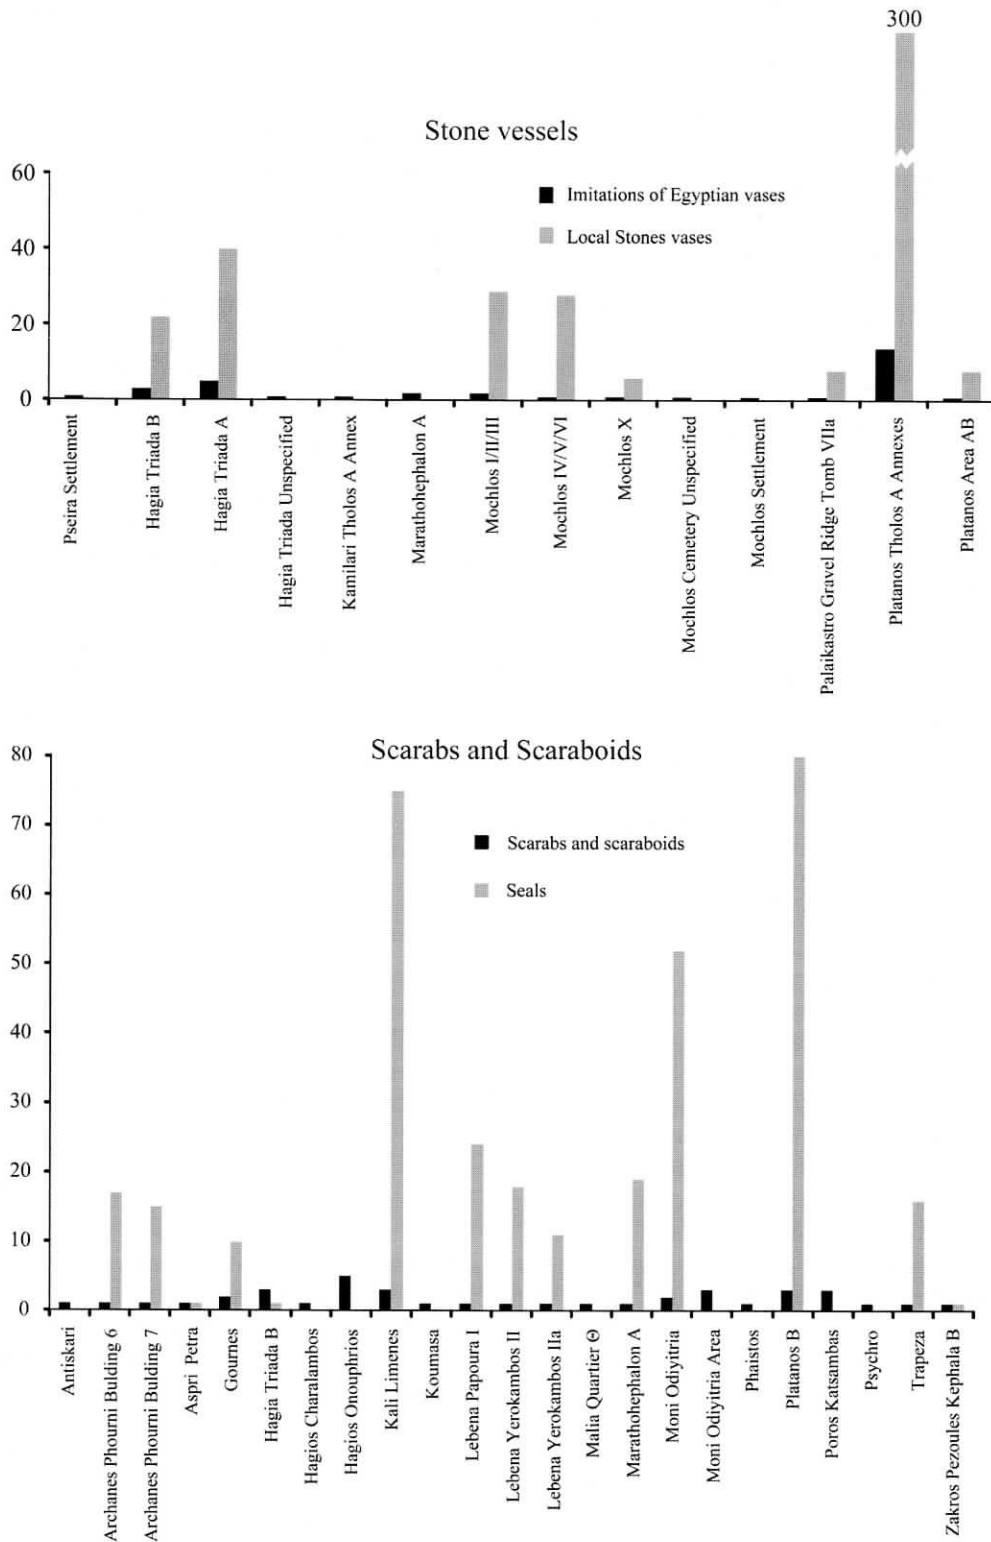 300
Stone vessels
60
40
20
0
Imitations of Egyptian vases
Local Stones vases
Pseira Settlement
Hagia Triada B
Hagia Triada A
Hagia Triada Unspecified
Kamilari Tholos A Annex
Marathohephalon A
Mochlos I/II/III
Mochlos IV/V/VI
Mochlos X
Mochlos Cemetery Unspecified
Mochlos Settlement
Palaikastro Gravel Ridge Tomb VIIa
Platanos Tholos A Annexes
Platanos Area AB
Scarabs and Scaraboids
80
70
60
50
40
30
20
10
0
Scarabs and scaraboids
Seals
Antiskari
Archanes Phourni Bulding 6
Archanes Phourni Bulding 7
Aspri Petra
Gournes
Hagia Triada B
Hagios Charalambos
Hagios Onouphrios
Kali Limenes
Koumasa
Lebena Papoura I
Lebena Yerokambos II
Lebena Yerokambos IIa
Malia Quartier Θ
Marathohephalon A
Moni Odiyitria
Moni Odiyitria Area
Phaistos
Platanos B
Poros Katsambas
Psychro
Trapeza
Zakros Pezoules Kephala B